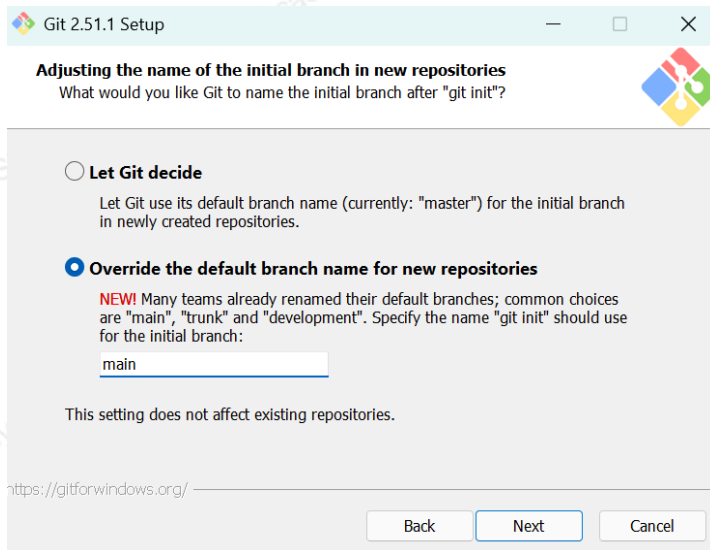 Git 2.51.1 Setup
Adjusting the name of the initial branch in new repositories
What would you like Git to name the initial branch after "git init"?
Let Git decide
Let Git use its default branch name (currently: "master") for the initial branch
in newly created repositories.
Override the default branch name for new repositories
NEW! Many teams already renamed their default branches; common choices
are "main", "trunk" and "development". Specify the name "git init" should use
for the initial branch:
main
This setting does not affect existing repositories.
https://gitforwindows.org/
Back Next Cancel